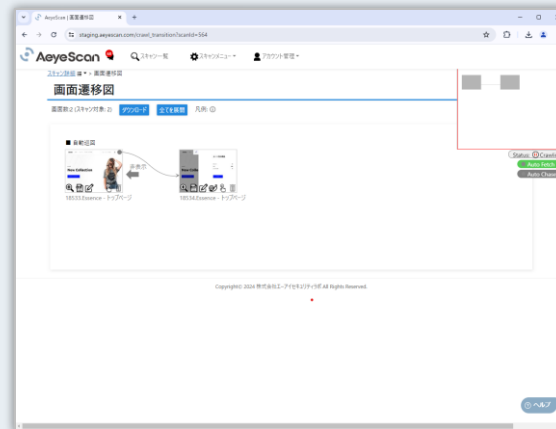 AeyeScan | 画面遷移図
staging.aeyescan.com/crawl_transition?scanId=564
AeyeScan
スキャン一覧
スキャンメニュー
アカウント管理
スキャン詳細 > 画面遷移図
画面遷移図
画面数:2 (スキャン対象: 2)
ダウンロード
全てを展開
凡例:
Status:
Auto Fetch
■ 自動巡回
New Collection
非表示
18533.Essence - トップページ
18534.Essence - トップページ
Copyright© 2024 株式会社エーアイセキュリティラボ All Rights Reserved.
ヘルプ